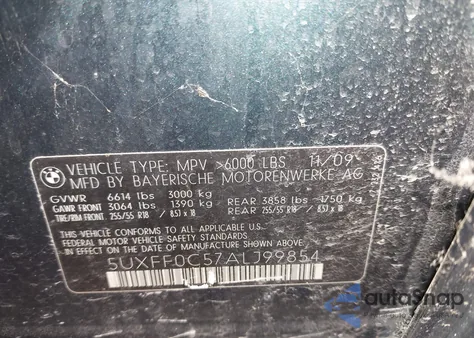 VEHICLE TYPE: MPV >6000 LBS 11/09
MFD BY BAYERISCHE MOTORENWERKE AG
GVWR 6614 lbs 3000 kg
GAWR FRONT 3064 lbs 1390 kg REAR 3858 lbs 1750 kg
TIRE/RIM FRONT 255/55 R18 / 8.5J x 18 REAR 255/55 R18 / 8.5J x 18
THIS VEHICLE CONFORMS TO ALL APPLICABLE U.S.
FEDERAL MOTOR VEHICLE SAFETY STANDARDS IN
EFFECT ON THE DATE OF MANUFACTURE SHOWN ABOVE.
5UXFF0C57ALJ99854
autoSnap